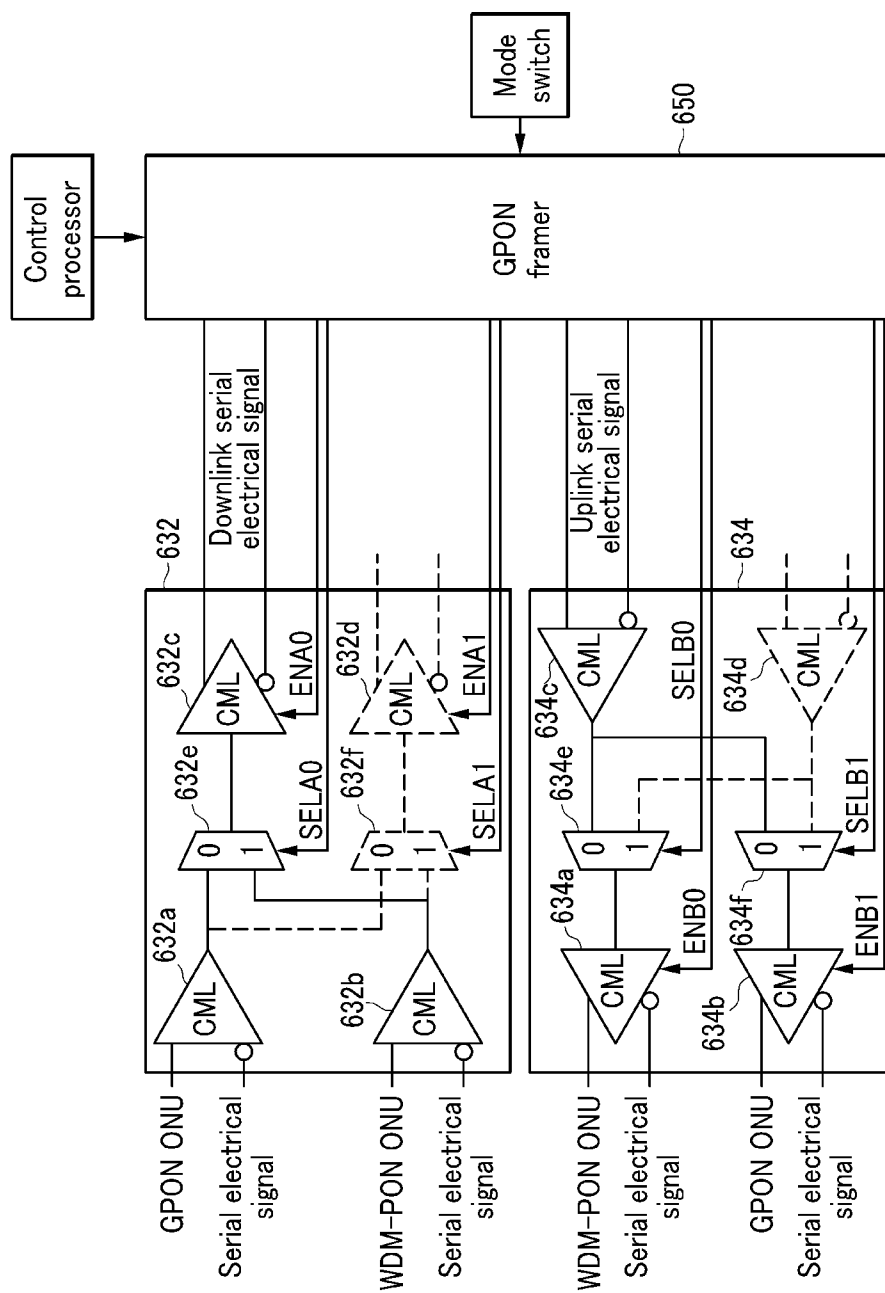 Control
processor
Mode
switch
650
GPON
framer
Downlink serial
electrical signal
Uplink serial
electrical signal
632
632a
CML
632b
CML
632c
CML
632d
CML
632e
0
1
632f
0
1
ENA0
SELA0
ENA1
SELA1
GPON ONU
Serial electrical
signal
WDM-PON ONU
Serial electrical
signal
634
634a
CML
634b
CML
634c
CML
634d
CML
634e
0
1
634f
0
1
SELB0
ENB0
SELB1
ENB1
WDM-PON ONU
Serial electrical
signal
GPON ONU
Serial electrical
signal